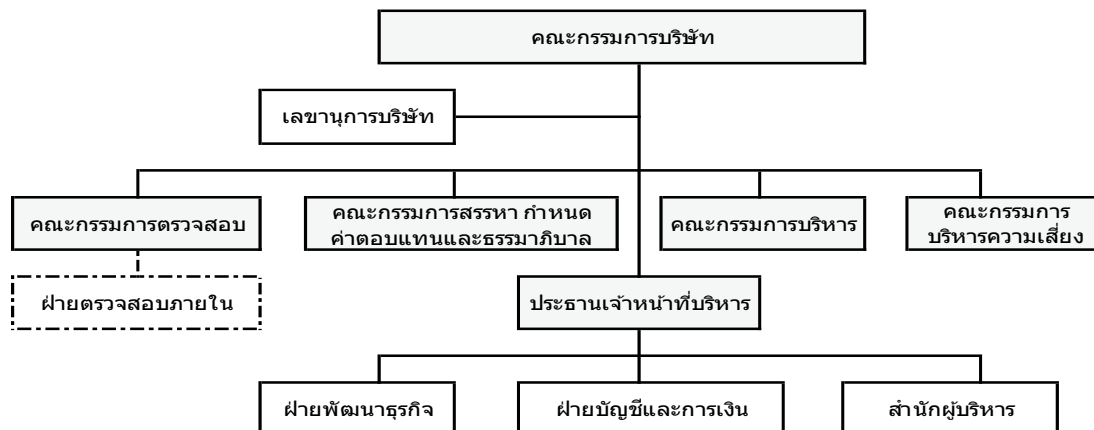 คณะกรรมการบริษัท
เลขานุการบริษัท
คณะกรรมการตรวจสอบ
คณะกรรมการสรรหา กำหนด
ค่าตอบแทนและธรรมาภิบาล
คณะกรรมการบริหาร
คณะกรรมการ
บริหารความเสี่ยง
ฝ่ายตรวจสอบภายใน
ประธานเจ้าหน้าที่บริหาร
ฝ่ายพัฒนาธุรกิจ
ฝ่ายบัญชีและการเงิน
สำนักผู้บริหาร